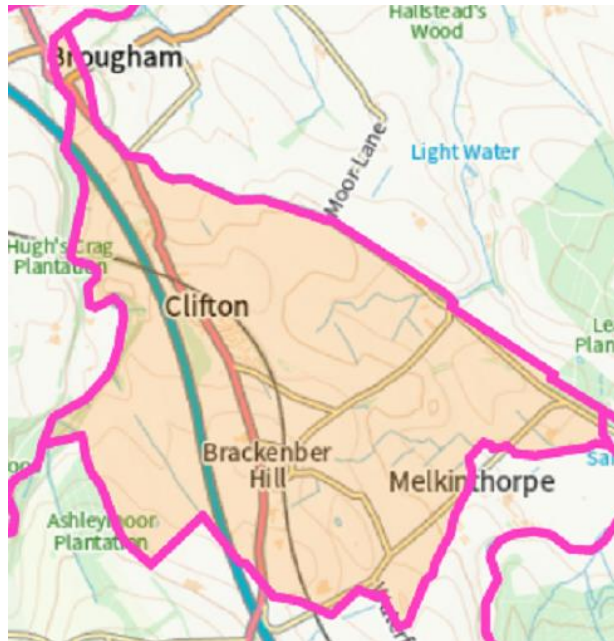 Hallstead's
Wood
Brougham
Moor Lane
Light Water
Hugh's Crag
Plantation
Clifton
Brackenber
Hill
Melkinthorpe
Ashleymoor
Plantation